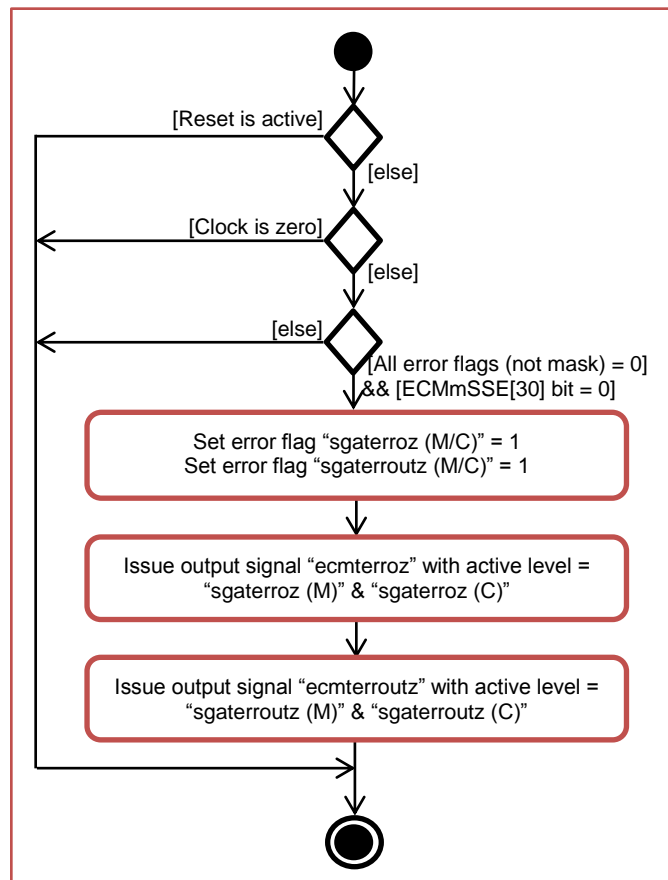 [Reset is active]
[else]
[Clock is zero]
[else]
[else]
[All error flags (not mask) = 0]
&& [ECMmSSE[30] bit = 0]
Set error flag “sgaterroz (M/C)” = 1
Set error flag “sgaterroutz (M/C)” = 1
Issue output signal “ecmterroz” with active level =
“sgaterroz (M)” & “sgaterroz (C)”
Issue output signal “ecmterroutz” with active level =
“sgaterroutz (M)” & “sgaterroutz (C)”